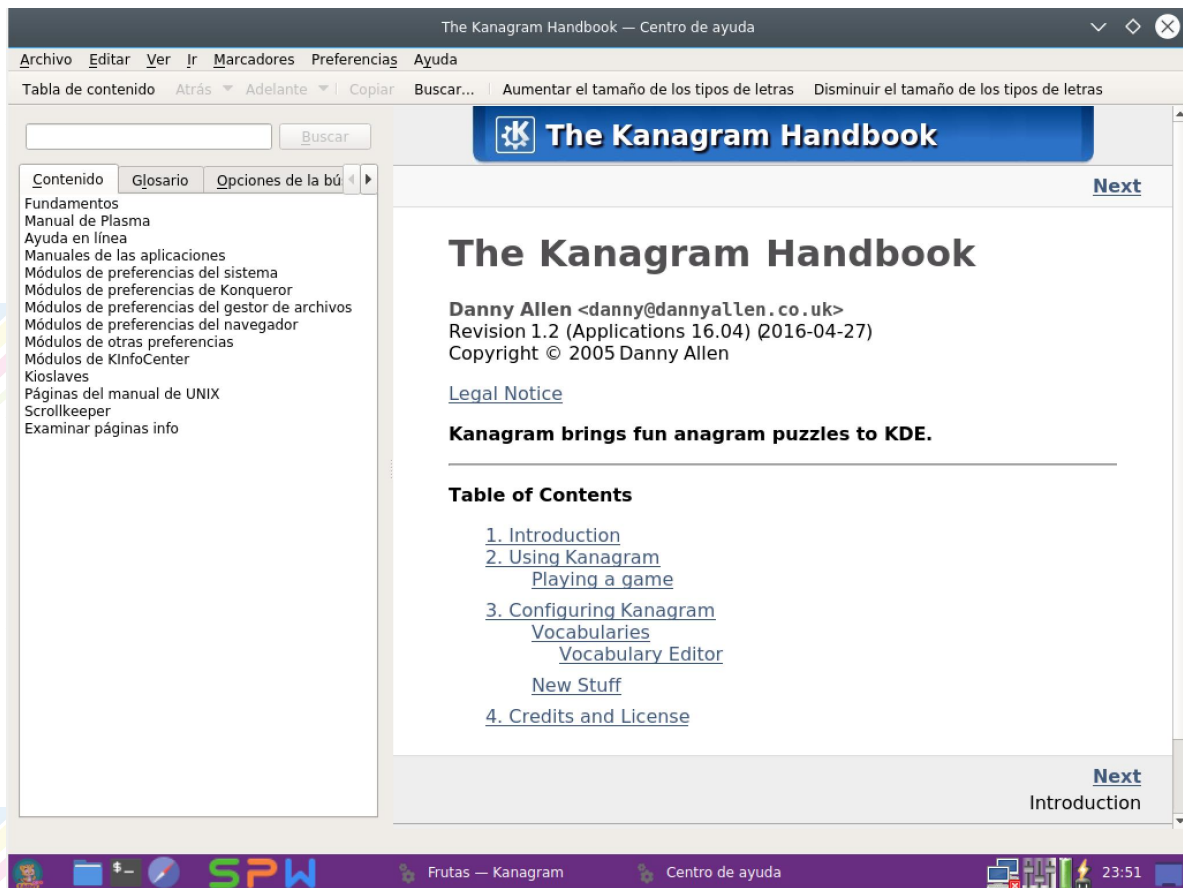 The Kanagram Handbook — Centro de ayuda
Archivo Editar Ver Ir Marcadores Preferencias Ayuda
Tabla de contenido Atrás Adelante Copiar Buscar... Aumentar el tamaño de los tipos de letras Disminuir el tamaño de los tipos de letras
Buscar
Contenido Glosario Opciones de la bú
Fundamentos
Manual de Plasma
Ayuda en línea
Manuales de las aplicaciones
Módulos de preferencias del sistema
Módulos de preferencias de Konqueror
Módulos de preferencias del gestor de archivos
Módulos de preferencias del navegador
Módulos de otras preferencias
Módulos de KInfoCenter
Kioslaves
Páginas del manual de UNIX
Scrollkeeper
Examinar páginas info
The Kanagram Handbook
Next
The Kanagram Handbook
Danny Allen <danny@dannyallen.co.uk>
Revision 1.2 (Applications 16.04) (2016-04-27)
Copyright © 2005 Danny Allen
Legal Notice
Kanagram brings fun anagram puzzles to KDE.
Table of Contents
1. Introduction
2. Using Kanagram
Playing a game
3. Configuring Kanagram
Vocabularies
Vocabulary Editor
New Stuff
4. Credits and License
Next
Introduction
SPW Frutas — Kanagram Centro de ayuda 23:51